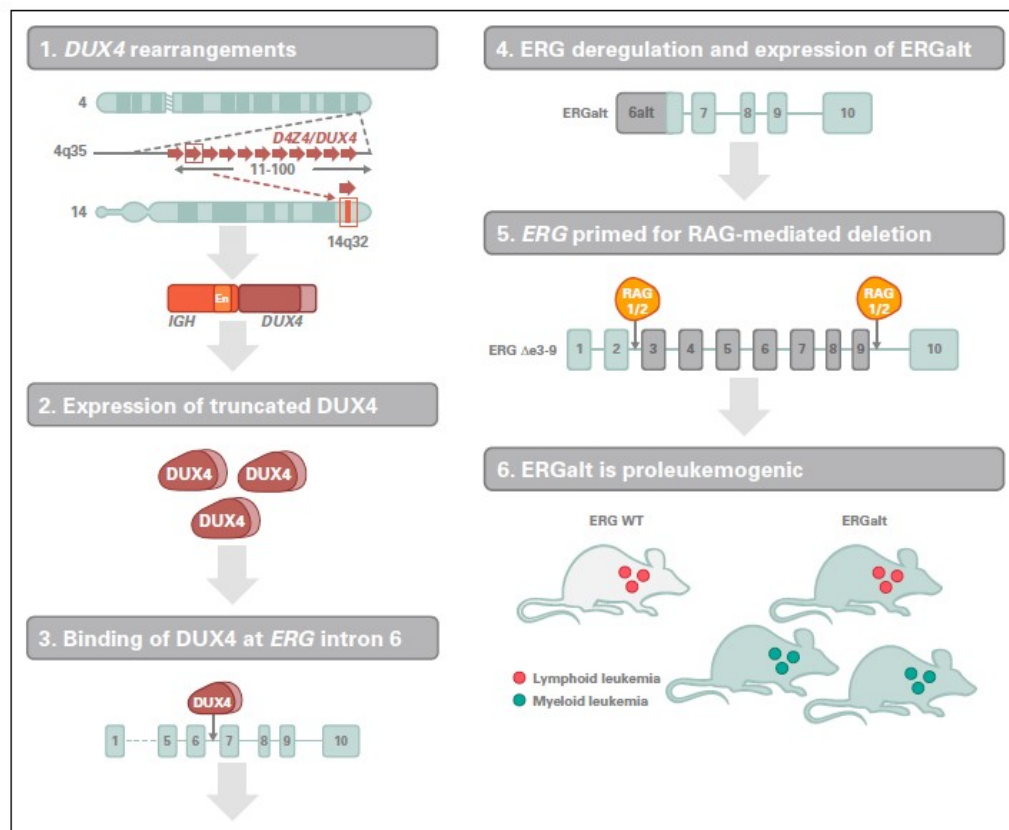 1. DUX4 rearrangements
4
D4Z4/DUX4
4q35
11-100
14
14q32
En
IGH DUX4
2. Expression of truncated DUX4
DUX4 DUX4
DUX4
3. Binding of DUX4 at ERG intron 6
DUX4
1 5 6 7 8 9 10
4. ERG deregulation and expression of ERGalt
ERGalt 6alt 7 8 9 10
5. ERG primed for RAG-mediated deletion
RAG RAG
1/2 1/2
ERG Δe3-9 1 2 3 4 5 6 7 8 9 10
6. ERGalt is proleukemogenic
ERG WT ERGalt
Lymphoid leukemia
Myeloid leukemia